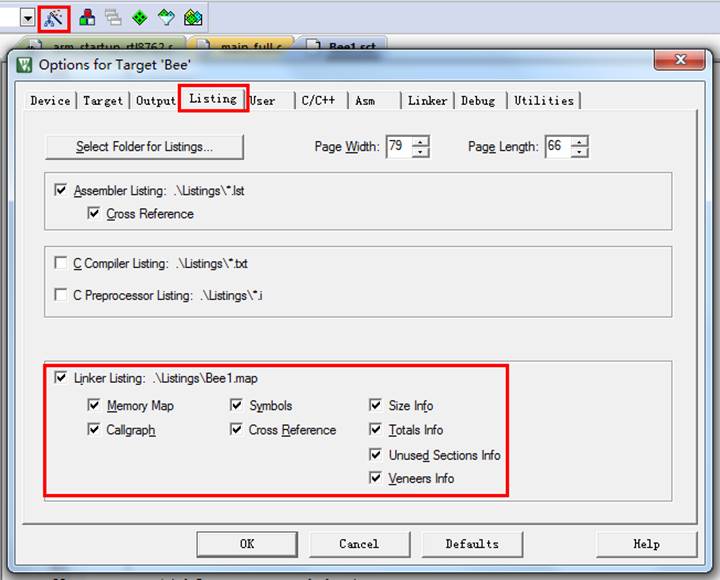 arm_startup_rtl8762.s main_full.c Bee1.sct
Options for Target 'Bee'
Device Target Output Listing User C/C++ Asm Linker Debug Utilities
Select Folder for Listings... Page Width: 79 Page Length: 66
Assembler Listing: .\Listings\*.lst
Cross Reference
C Compiler Listing: .\Listings\*.txt
C Preprocessor Listing: .\Listings\*.i
Linker Listing: .\Listings\Bee1.map
Memory Map Symbols Size Info
Callgraph Cross Reference Totals Info
Unused Sections Info
Veneers Info
OK Cancel Defaults Help